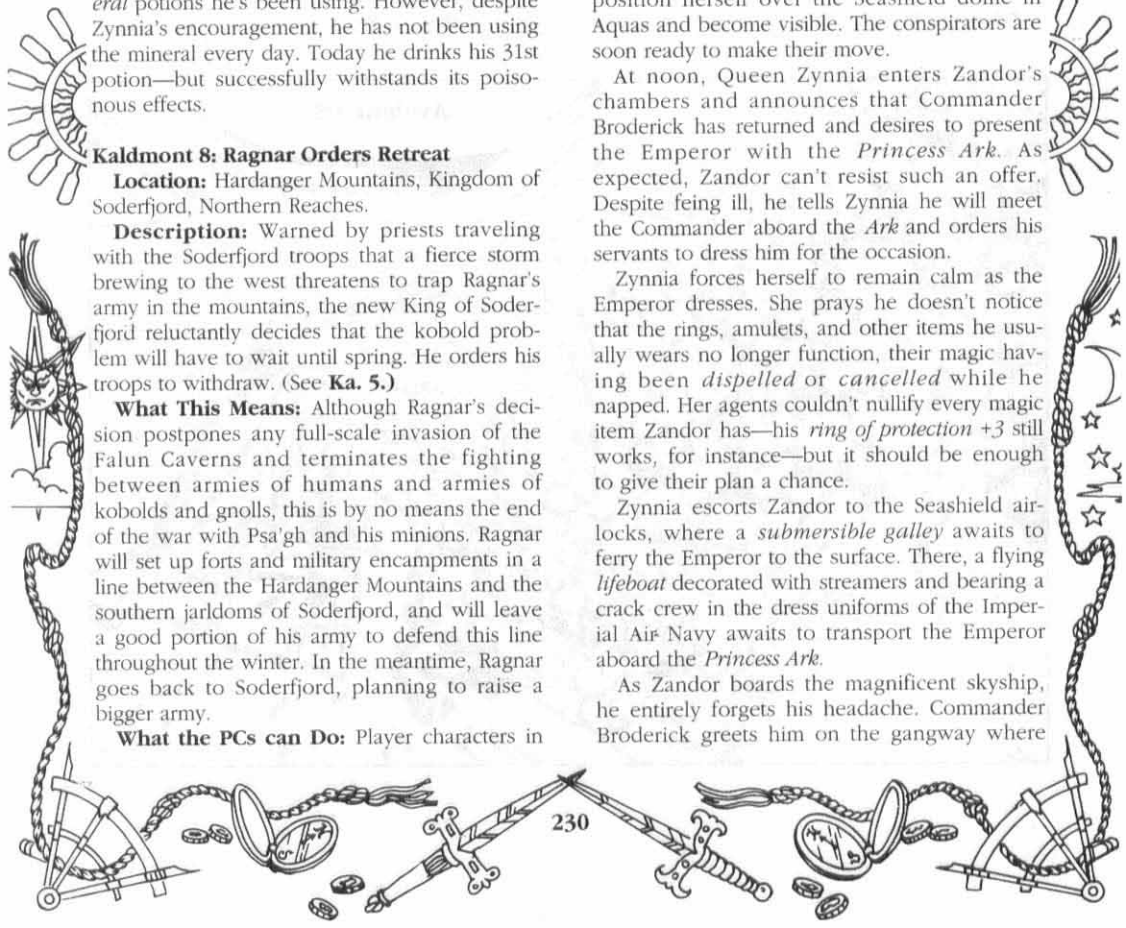 eral potions he's been using. However, despite
Zynnia's encouragement, he has not been using
the mineral every day. Today he drinks his 31st
potion—but successfully withstands its poiso-
nous effects.
Kaldmont 8: Ragnar Orders Retreat
Location: Hardanger Mountains, Kingdom of
Soderfjord, Northern Reaches.
Description: Warned by priests traveling
with the Soderfjord troops that a fierce storm
brewing to the west threatens to trap Ragnar's
army in the mountains, the new King of Soder-
fjord reluctantly decides that the kobold prob-
lem will have to wait until spring. He orders his
troops to withdraw. (See Ka. 5.)
What This Means: Although Ragnar's deci-
sion postpones any full-scale invasion of the
Falun Caverns and terminates the fighting
between armies of humans and armies of
kobolds and gnolls, this is by no means the end
of the war with Psa'gh and his minions. Ragnar
will set up forts and military encampments in a
line between the Hardanger Mountains and the
southern jarldoms of Soderfjord, and will leave
a good portion of his army to defend this line
throughout the winter. In the meantime, Ragnar
goes back to Soderfjord, planning to raise a
bigger army.
What the PCs can Do: Player characters in
position herself over the Seashield dome in
Aquas and become visible. The conspirators are
soon ready to make their move.
At noon, Queen Zynnia enters Zandor's
chambers and announces that Commander
Broderick has returned and desires to present
the Emperor with the Princess Ark. As
expected, Zandor can't resist such an offer.
Despite feing ill, he tells Zynnia he will meet
the Commander aboard the Ark and orders his
servants to dress him for the occasion.
Zynnia forces herself to remain calm as the
Emperor dresses. She prays he doesn't notice
that the rings, amulets, and other items he usu-
ally wears no longer function, their magic hav-
ing been dispelled or cancelled while he
napped. Her agents couldn't nullify every magic
item Zandor has—his ring of protection +3 still
works, for instance—but it should be enough
to give their plan a chance.
Zynnia escorts Zandor to the Seashield air-
locks, where a submersible galley awaits to
ferry the Emperor to the surface. There, a flying
lifeboat decorated with streamers and bearing a
crack crew in the dress uniforms of the Imper-
ial Air Navy awaits to transport the Emperor
aboard the Princess Ark.
As Zandor boards the magnificent skyship,
he entirely forgets his headache. Commander
Broderick greets him on the gangway where
230